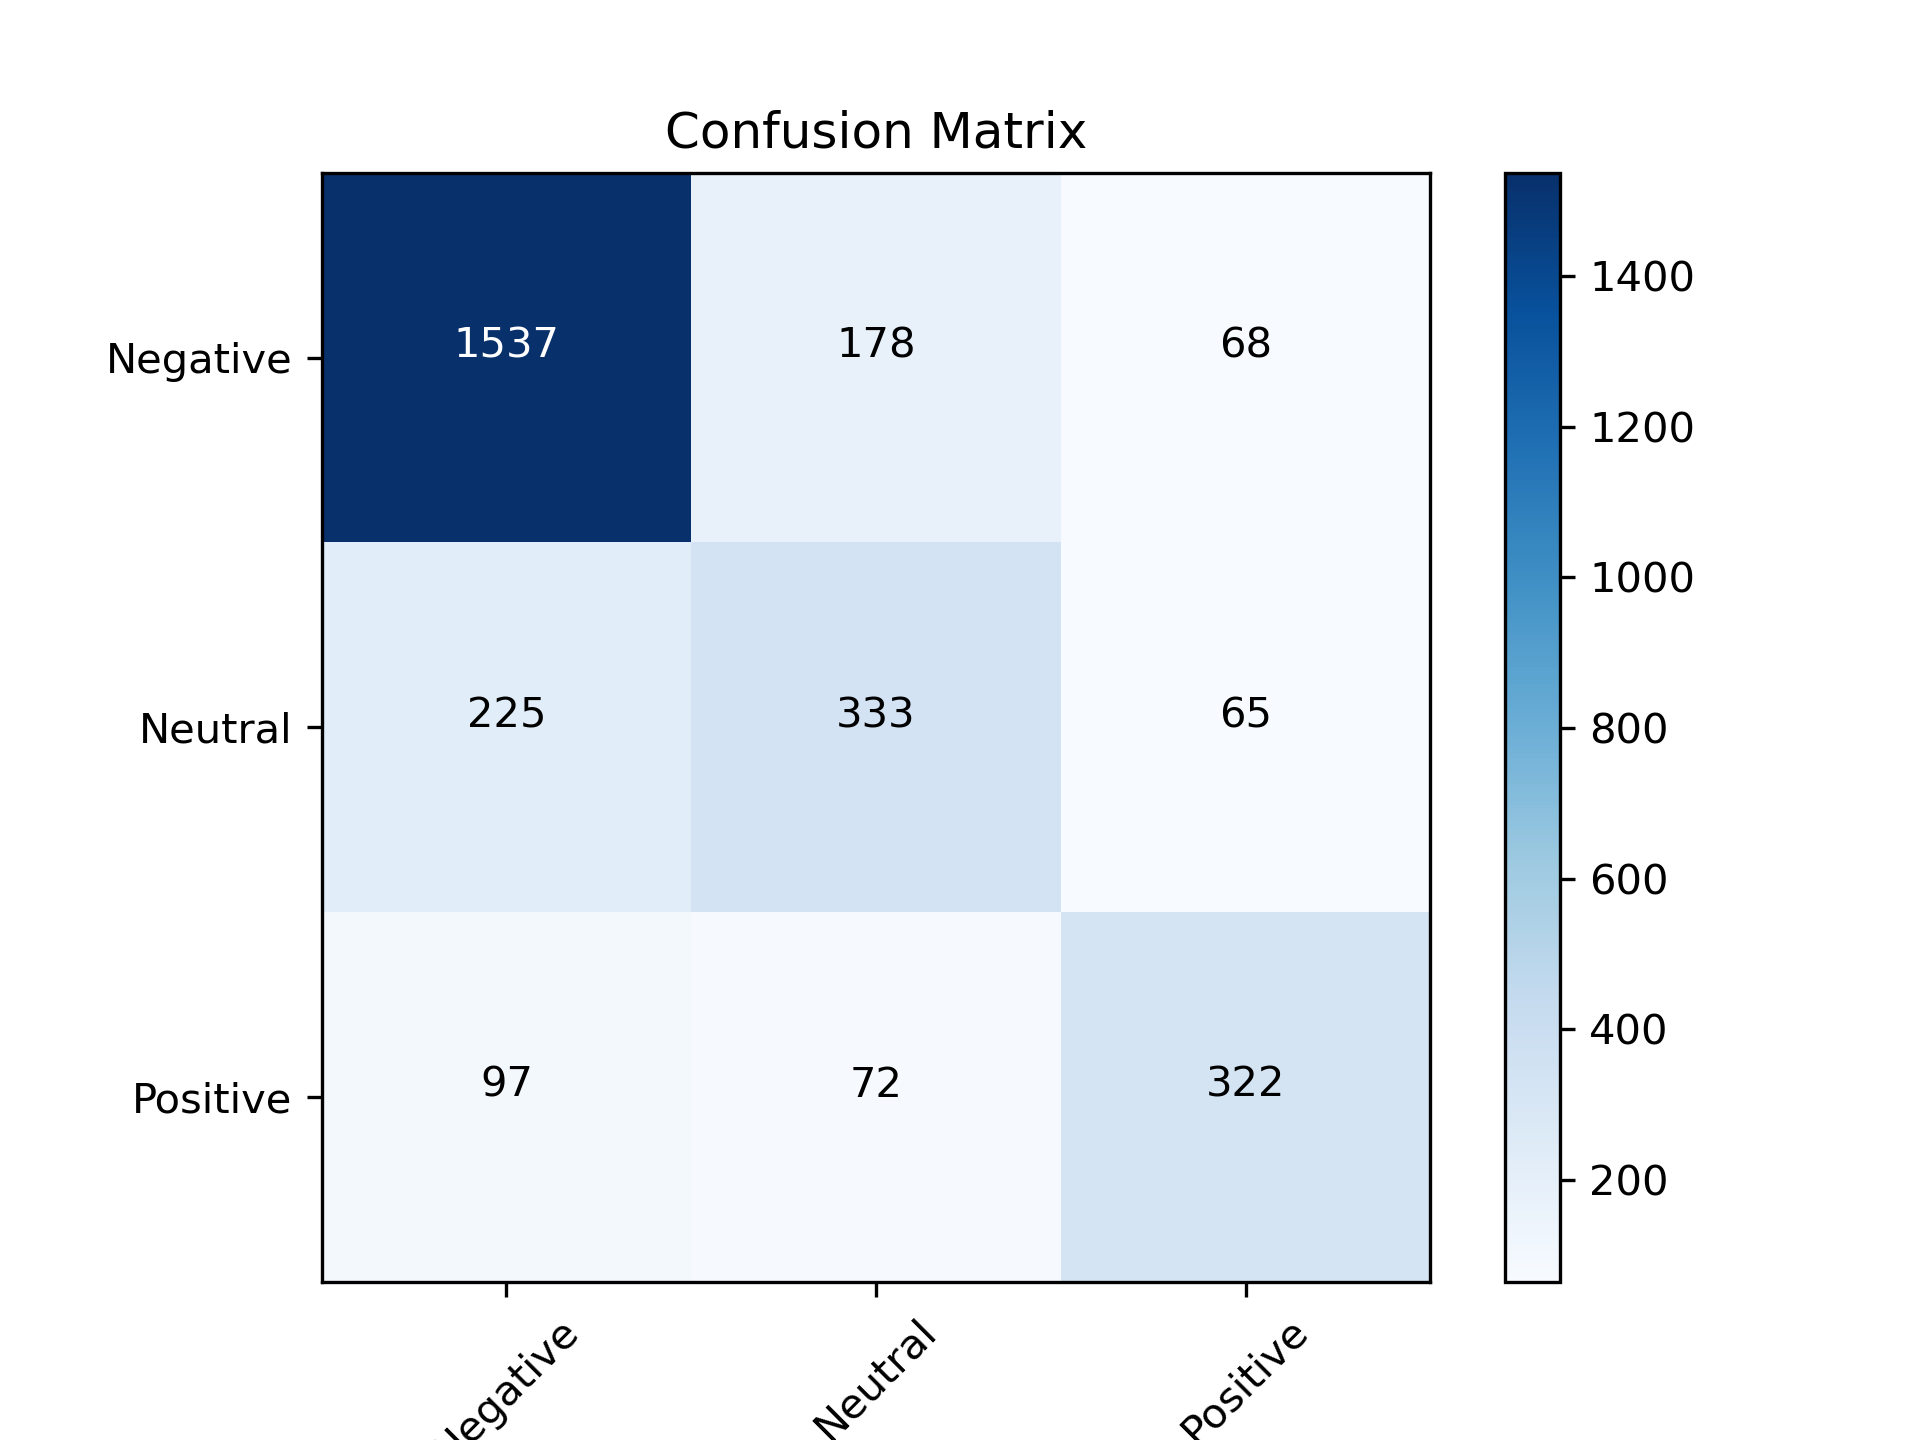 Confusion Matrix
Negative 1537 178 68
Neutral 225 333 65
Positive 97 72 322
Neutral Positive
1400
1200
1000
800
600
400
200